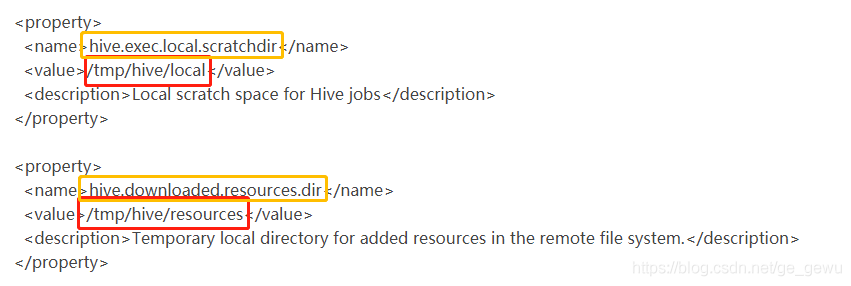 <property>
<name>hive.exec.local.scratchdir</name>
<value>/tmp/hive/local</value>
<description>Local scratch space for Hive jobs</description>
</property>
<property>
<name>hive.downloaded.resources.dir</name>
<value>/tmp/hive/resources</value>
<description>Temporary local directory for added resources in the remote file system.</description>
</property>
https://blog.csdn.net/ge_gewu